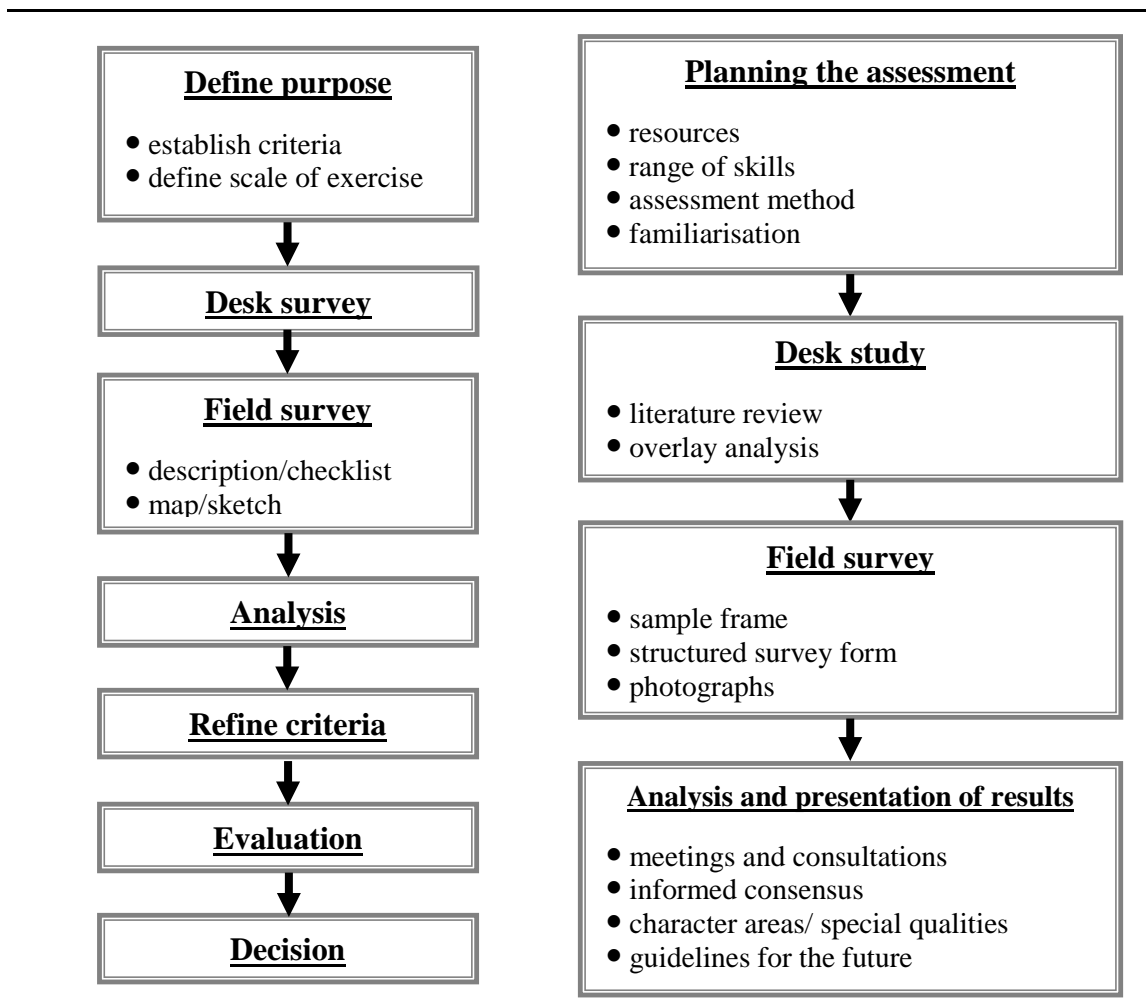 Define purpose
• establish criteria
• define scale of exercise
Desk survey
Field survey
• description/checklist
• map/sketch
Analysis
Refine criteria
Evaluation
Decision
Planning the assessment
• resources
• range of skills
• assessment method
• familiarisation
Desk study
• literature review
• overlay analysis
Field survey
• sample frame
• structured survey form
• photographs
Analysis and presentation of results
• meetings and consultations
• informed consensus
• character areas/ special qualities
• guidelines for the future